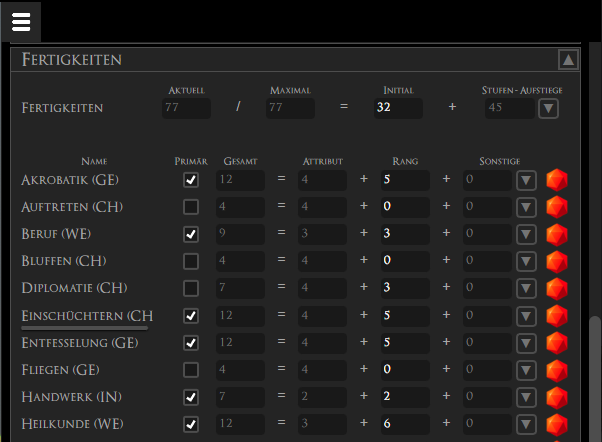 Fertigkeiten
Aktuell Maximal Initial Stufen-Aufstiege
Fertigkeiten 77 / 77 = 32 + 45
Name Primär Gesamt Attribut Rang Sonstige
Akrobatik (GE) 12 = 4 + 5 + 0
Auftreten (CH) 4 = 4 + 0 + 0
Beruf (WE) 9 = 3 + 3 + 0
Bluffen (CH) 4 = 4 + 0 + 0
Diplomatie (CH) 7 = 4 + 3 + 0
Einschüchtern (CH 12 = 4 + 5 + 0
Entfesselung (GE) 12 = 4 + 5 + 0
Fliegen (GE) 4 = 4 + 0 + 0
Handwerk (IN) 7 = 2 + 2 + 0
Heilkunde (WE) 12 = 3 + 6 + 0